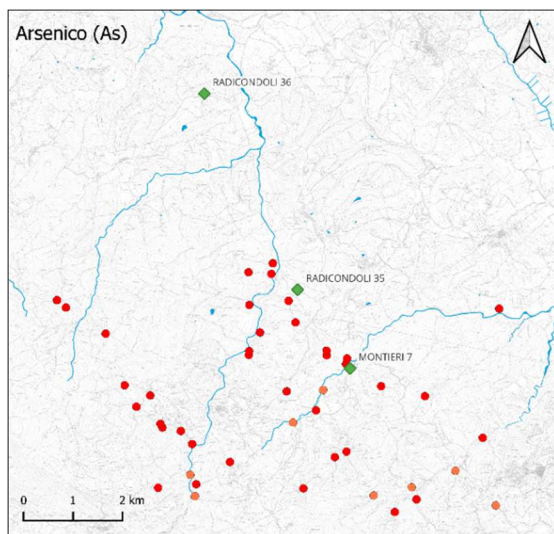 Arsenico (As)
RADICONDOLI 36
RADICONDOLI 35
MONTIERI 7
0 1 2 km